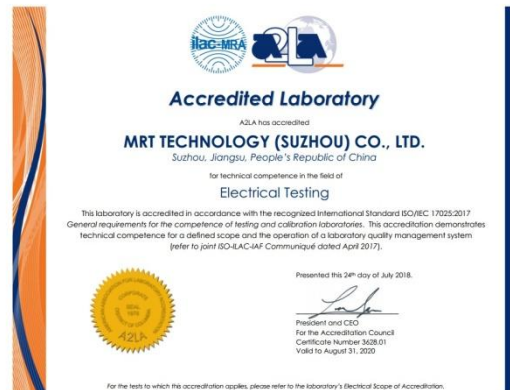 ilac-MRA
A2LA
Accredited Laboratory
A2LA has accredited
MRT TECHNOLOGY (SUZHOU) CO., LTD.
Suzhou, Jiangsu, People's Republic of China
for technical competence in the field of
Electrical Testing
This laboratory is accredited in accordance with the recognized International Standard ISO/IEC 17025:2017
General requirements for the competence of testing and calibration laboratories. This accreditation demonstrates
technical competence for a defined scope and the operation of a laboratory quality management system
(refer to joint ISO-ILAC-IAF Communiqué dated April 2017).
CORPORATE
SEAL
1978
A2LA
Presented this 24th day of July 2018.
President and CEO
For the Accreditation Council
Certificate Number 3628.01
Valid to August 31, 2020
For the tests to which this accreditation applies, please refer to the laboratory's Electrical Scope of Accreditation.